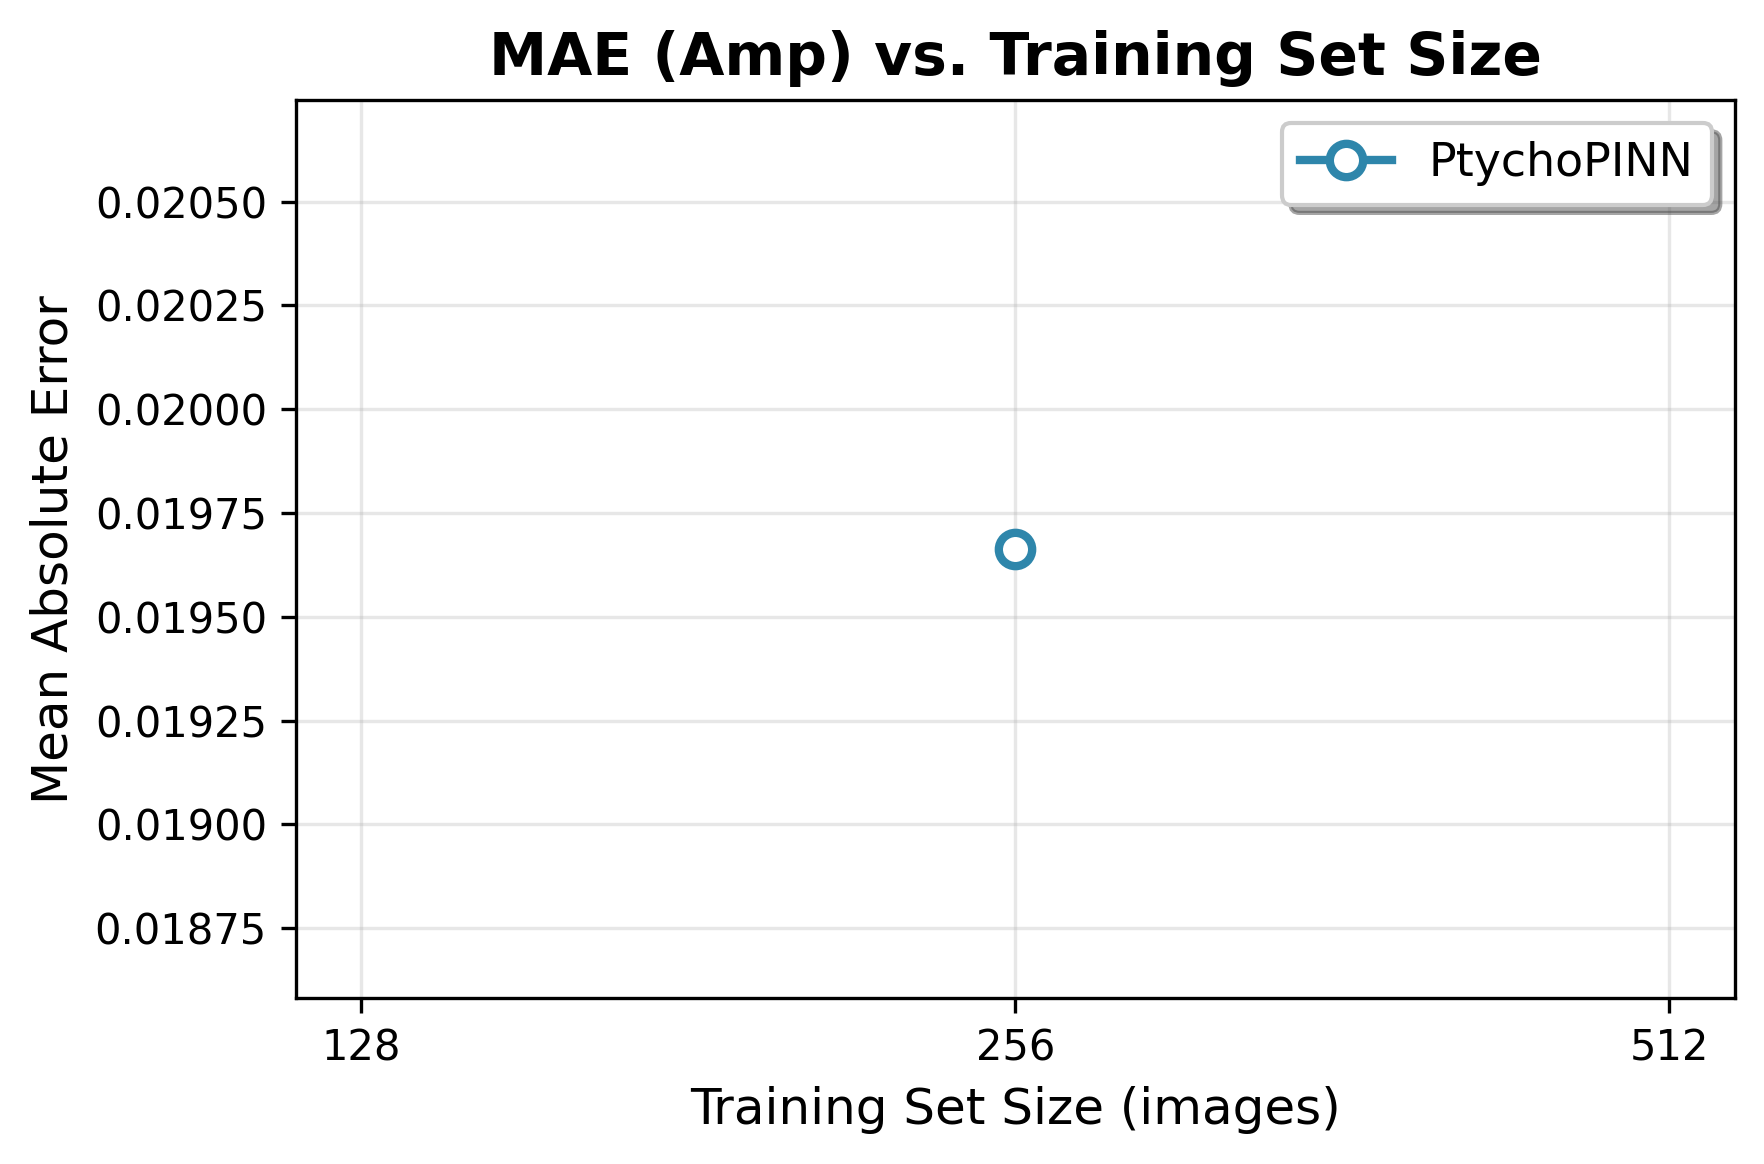 MAE (Amp) vs. Training Set Size
PtychoPINN
Mean Absolute Error
0.02050
0.02025
0.02000
0.01975
0.01950
0.01925
0.01900
0.01875
128
256
512
Training Set Size (images)